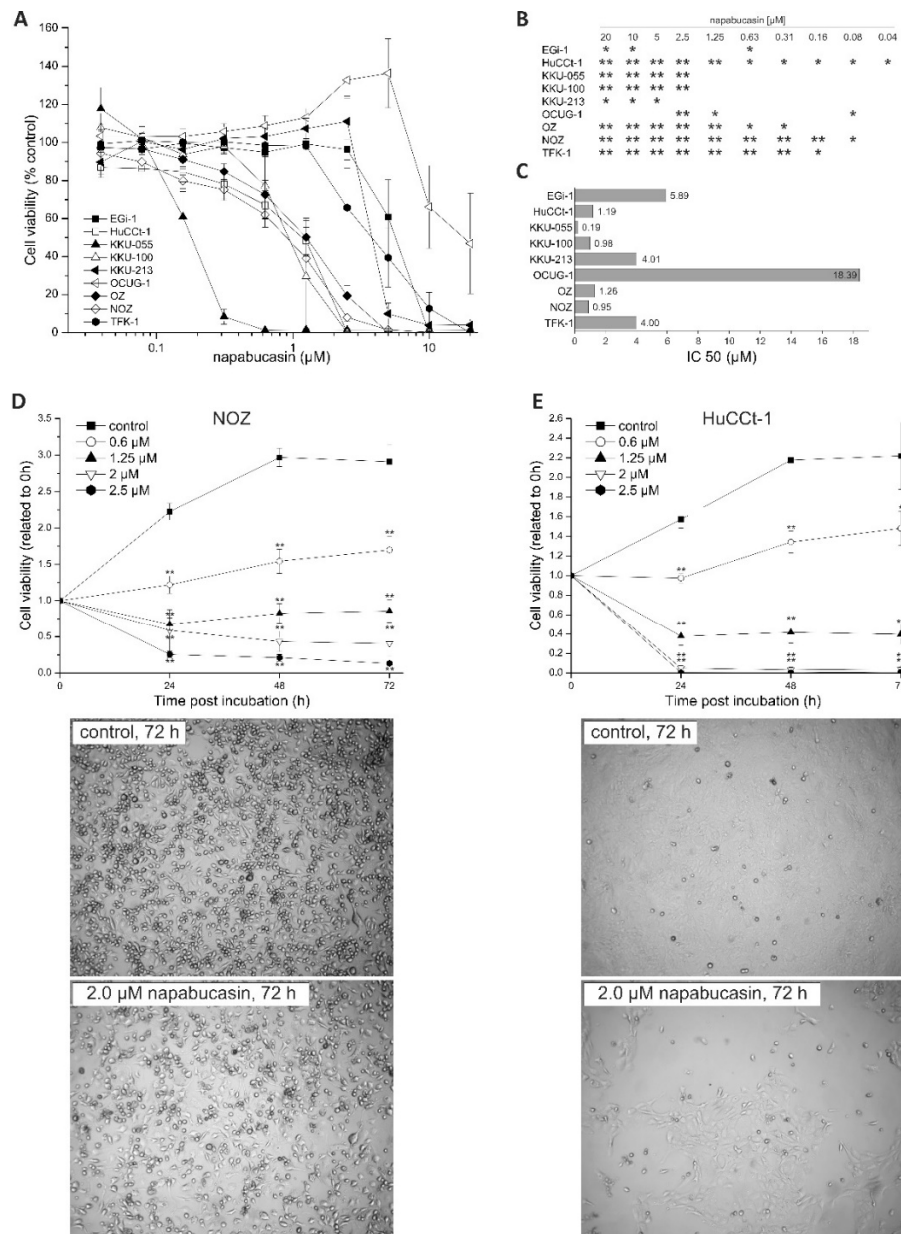 A
Cell viability (% control)
160
140
120
100
80
60
40
20
0
EGi-1
HuCCt-1
KKU-055
KKU-100
KKU-213
OCUG-1
OZ
NOZ
TFK-1
0.1 1 10
napabucasin (µM)
B
napabucasin [µM]
20 10 5 2.5 1.25 0.63 0.31 0.16 0.08 0.04
EGi-1 * * *
HuCCt-1 ** ** ** ** ** * * * * *
KKU-055 ** ** ** **
KKU-100 ** ** ** **
KKU-213 * * *
OCUG-1 ** * *
OZ ** ** ** ** ** * *
NOZ ** ** ** ** ** ** ** ** *
TFK-1 ** ** ** ** ** ** ** *
C
EGi-1 5.89
HuCCt-1 1.19
KKU-055 0.19
KKU-100 0.98
KKU-213 4.01
OCUG-1 18.39
OZ 1.26
NOZ 0.95
TFK-1 4.00
0 2 4 6 8 10 12 14 16 18
IC 50 (µM)
D
NOZ
Cell viability (related to 0h)
3.5
3.0
2.5
2.0
1.5
1.0
0.5
0.0
control
0.6 µM
1.25 µM
2 µM
2.5 µM
** ** **
** ** **
** ** **
** ** **
0 24 48 72
Time post incubation (h)
control, 72 h
2.0 µM napabucasin, 72 h
E
HuCCt-1
Cell viability (related to 0h)
2.6
2.4
2.2
2.0
1.8
1.6
1.4
1.2
1.0
0.8
0.6
0.4
0.2
0.0
control
0.6 µM
1.25 µM
2 µM
2.5 µM
** **
** **
** **
** **
0 24 48
Time post incubation (h)
control, 72 h
2.0 µM napabucasin, 72 h